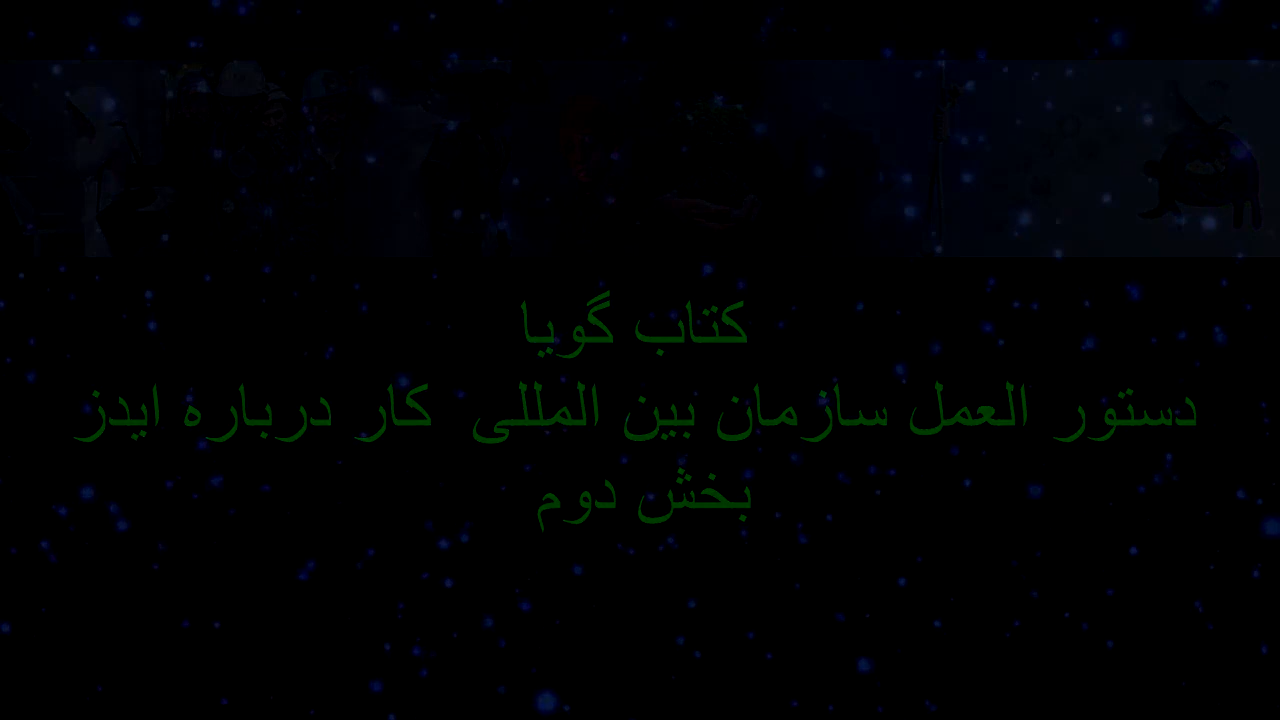 کتاب گویا
دستور العمل سازمان بین المللی کار درباره ایدز
بخش دوم